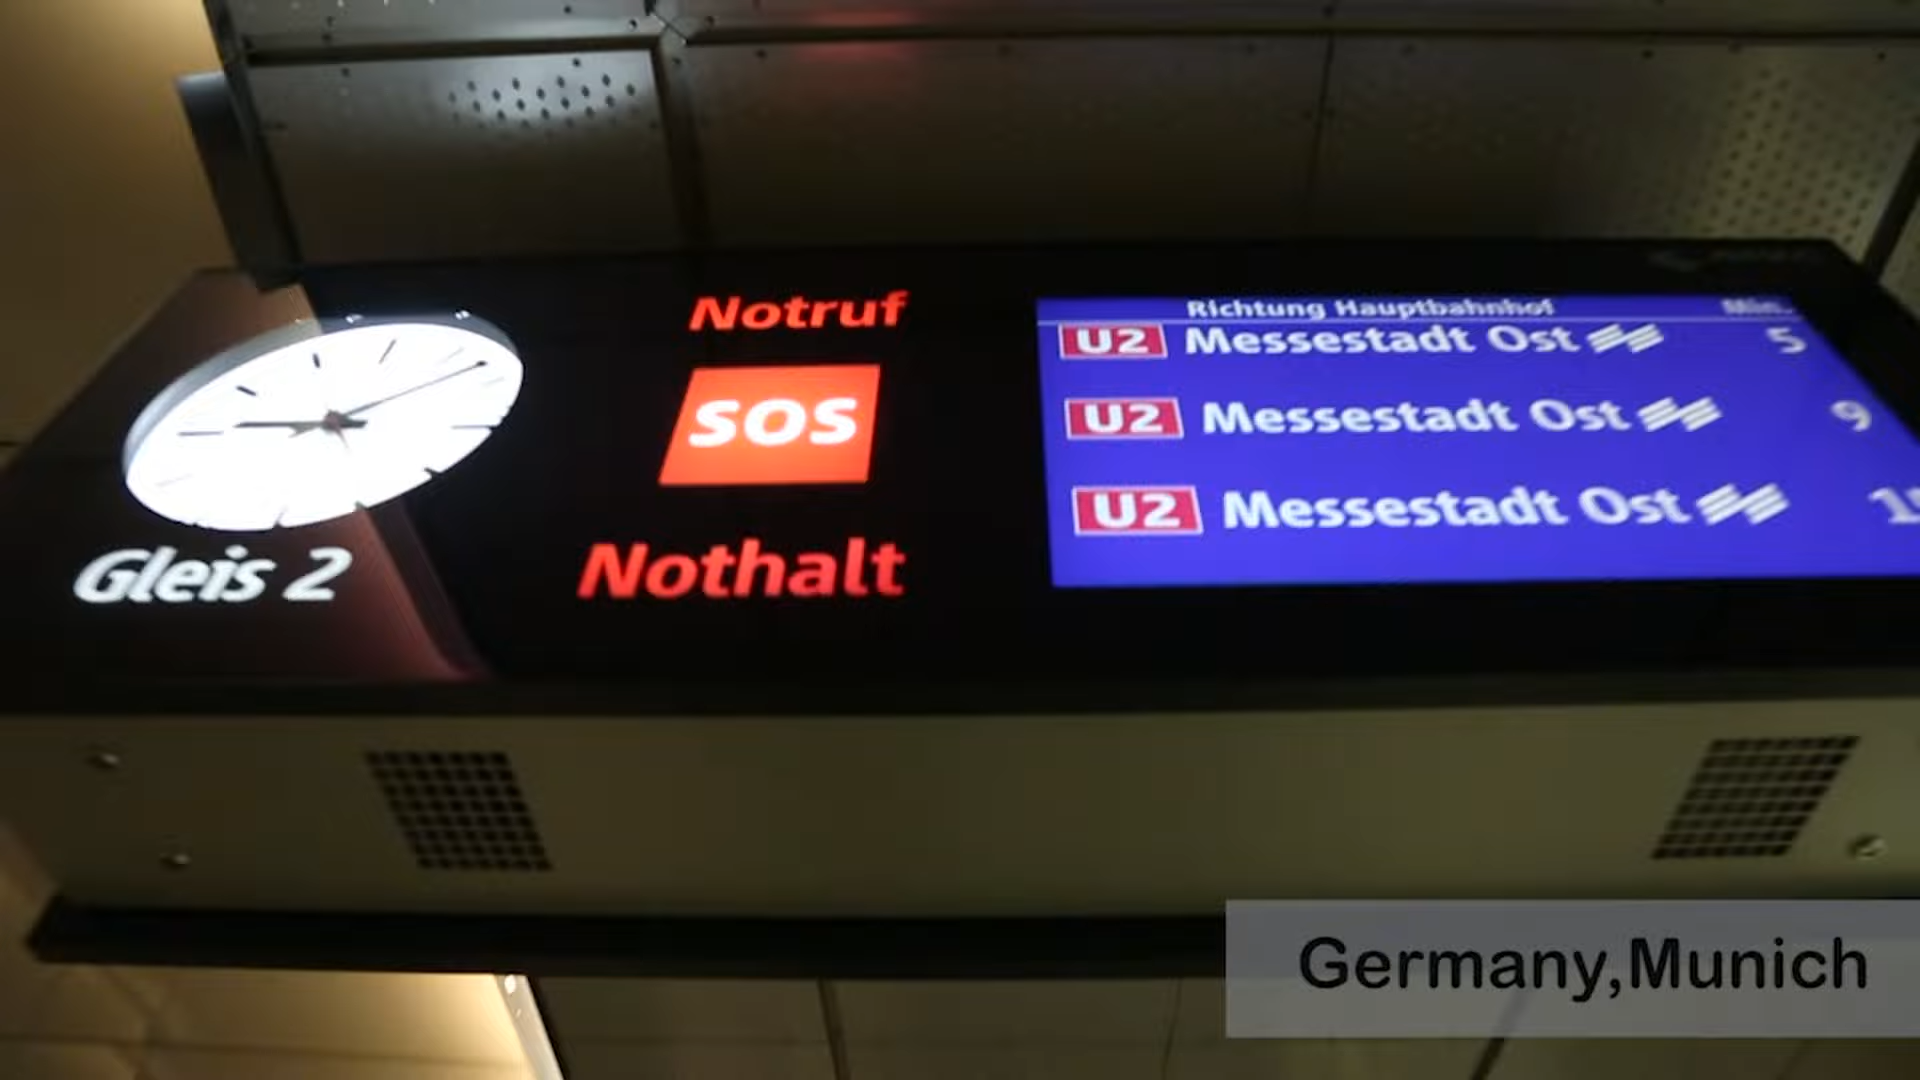 Notruf
SOS
Nothalt
Gleis 2
Richtung Hauptbahnhof Min.
U2 Messestadt Ost 5
U2 Messestadt Ost 9
U2 Messestadt Ost
Germany,Munich